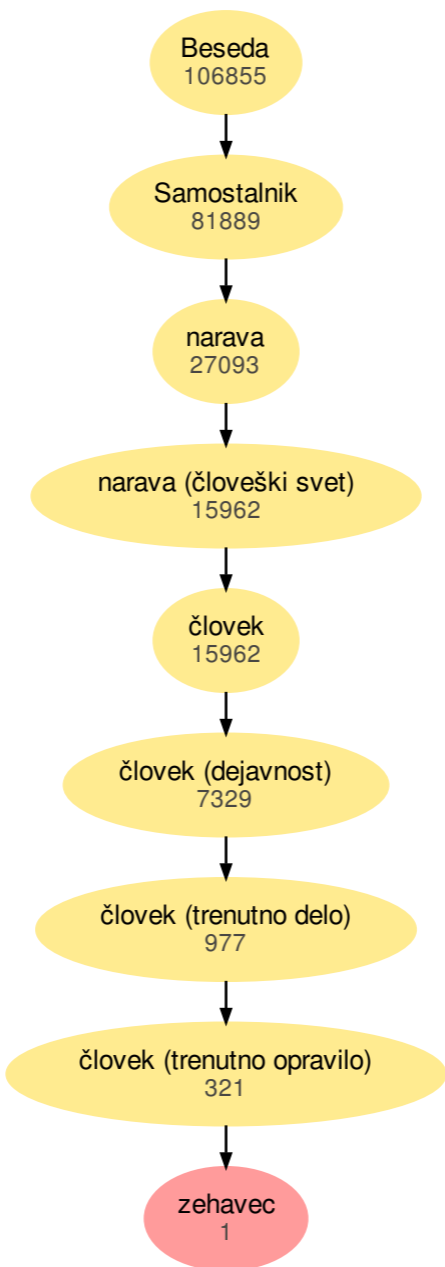 Beseda
106855
Samostalnik
81889
narava
27093
narava (človeški svet)
15962
človek
15962
človek (dejavnost)
7329
človek (trenutno delo)
977
človek (trenutno opravilo)
321
zehavec
1